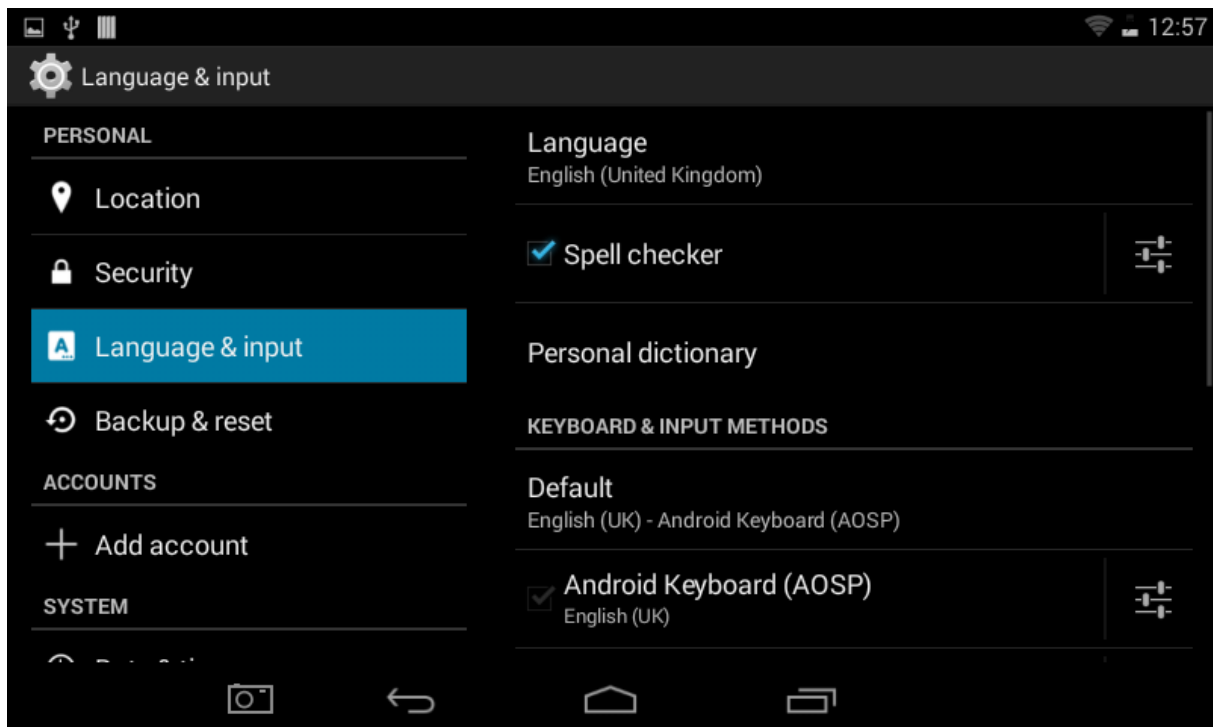 12:57
Language & input
PERSONAL
Location
Security
Language & input
Backup & reset
ACCOUNTS
Add account
SYSTEM
Language
English (United Kingdom)
Spell checker
Personal dictionary
KEYBOARD & INPUT METHODS
Default
English (UK) - Android Keyboard (AOSP)
Android Keyboard (AOSP)
English (UK)